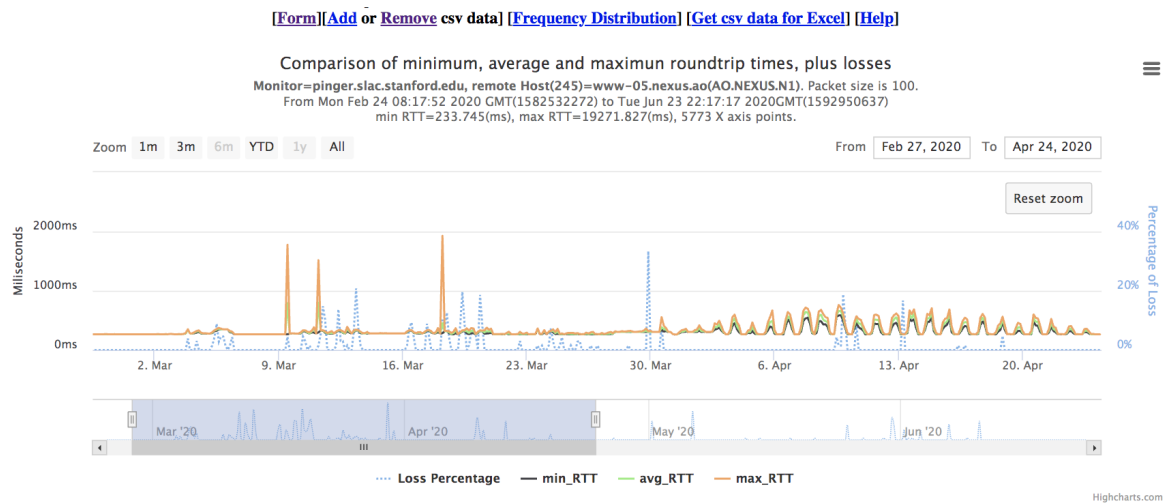 [Form][Add or Remove csv data] [Frequency Distribution] [Get csv data for Excel] [Help]
Comparison of minimum, average and maximun roundtrip times, plus losses
Monitor=pinger.slac.stanford.edu, remote Host(245)=www-05.nexus.ao(AO.NEXUS.N1). Packet size is 100.
From Mon Feb 24 08:17:52 2020 GMT(1582532272) to Tue Jun 23 22:17:17 2020GMT(1592950637)
min RTT=233.745(ms), max RTT=19271.827(ms), 5773 X axis points.
Zoom 1m 3m 6m YTD 1y All From Feb 27, 2020 To Apr 24, 2020
Reset zoom
Miliseconds
2000ms
1000ms
0ms
40%
20%
0%
Percentage of Loss
2. Mar 9. Mar 16. Mar 23. Mar 30. Mar 6. Apr 13. Apr 20. Apr
Mar '20 Apr '20 May '20 Jun '20
Loss Percentage min_RTT avg_RTT max_RTT
Highcharts.com